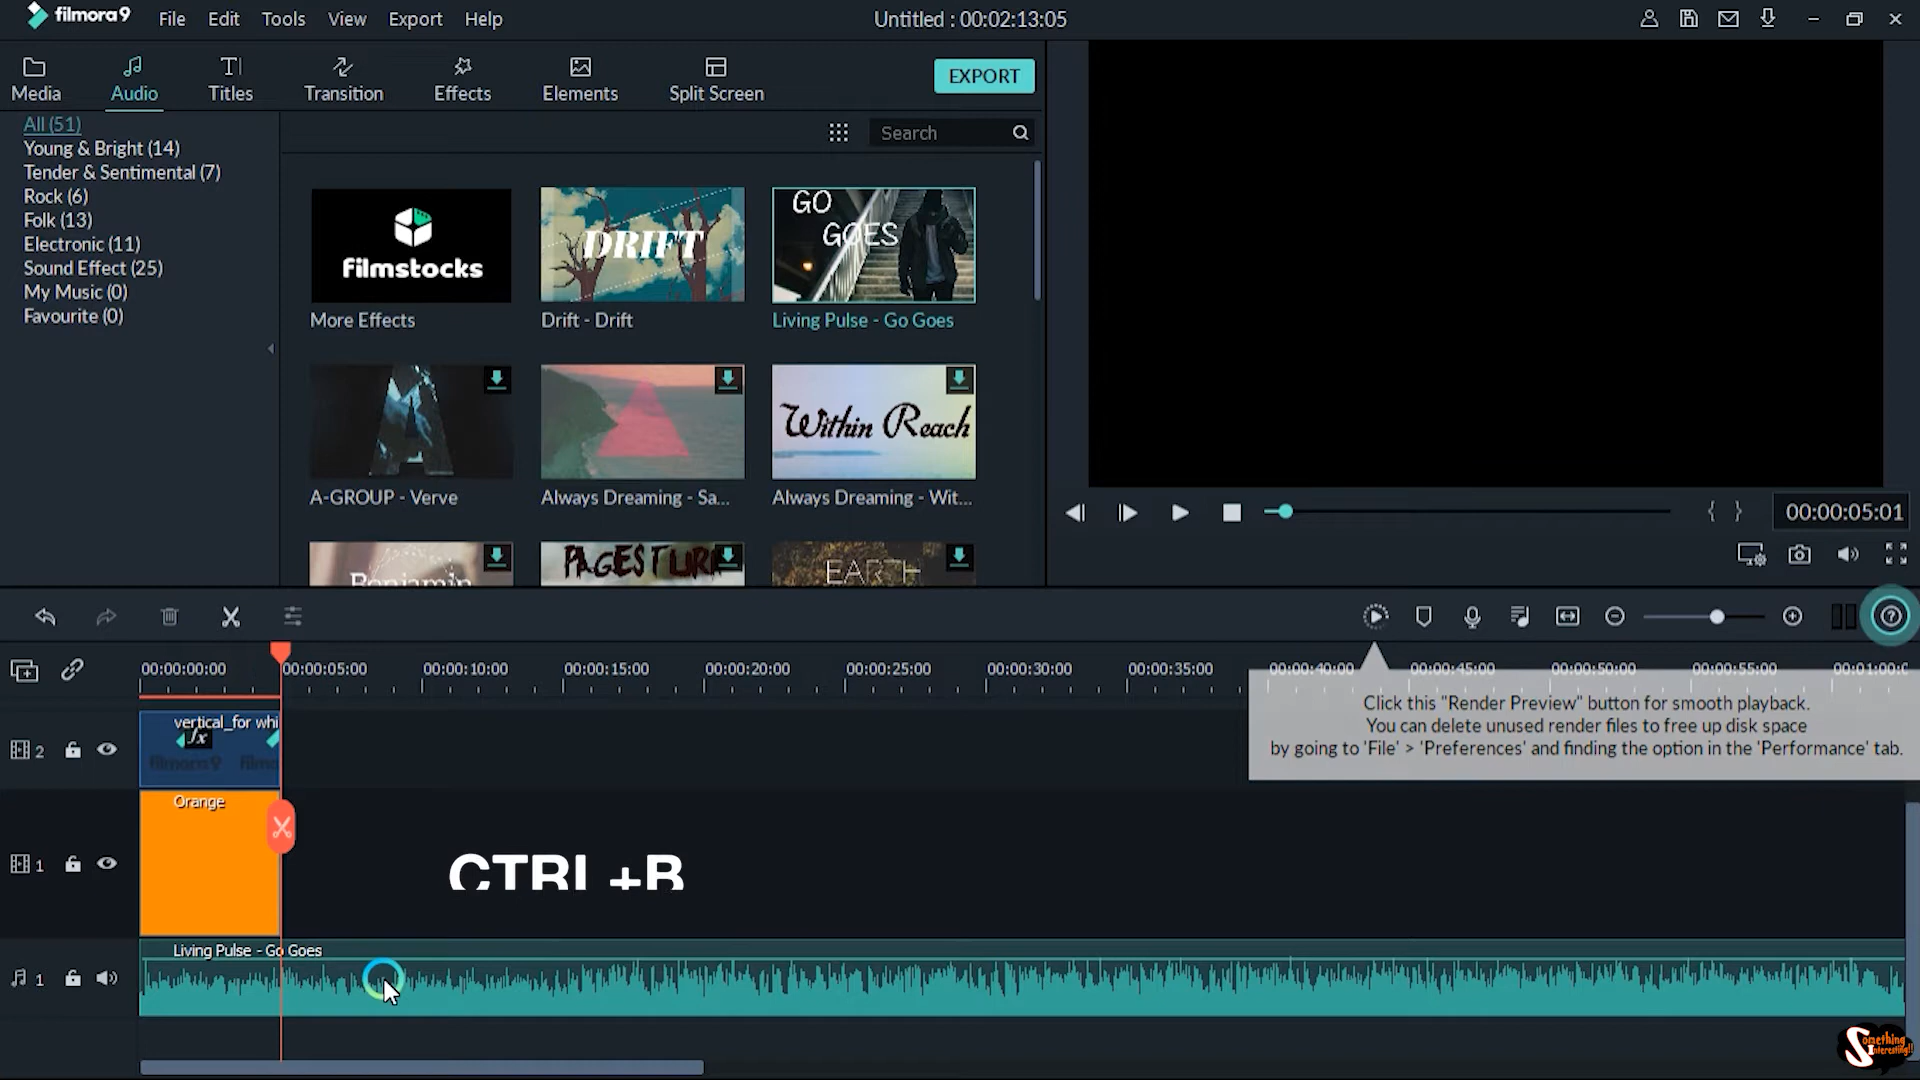 filmora9 File Edit Tools View Export Help Untitled : 00:02:13:05
Media Audio Titles Transition Effects Elements Split Screen EXPORT
All (51)
Young & Bright (14)
Tender & Sentimental (7)
Rock (6)
Folk (13)
Electronic (11)
Sound Effect (25)
My Music (0)
Favourite (0)
Search
filmstocks
DRIFT
GO
GOES
More Effects Drift - Drift Living Pulse - Go Goes
A
Within Reach
A-GROUP - Verve Always Dreaming - Sa... Always Dreaming - Wit...
Benjamin
EARTH
{ } 00:00:05:01
00:00:00:00 00:00:05:00 00:00:10:00 00:00:15:00 00:00:20:00 00:00:25:00 00:00:30:00 00:00:35:00 00:00:40:00 00:00:45:00 00:00:50:00 00:00:55:00
Click this "Render Preview" button for smooth playback.
You can delete unused render files to free up disk space
by going to 'File' > 'Preferences' and finding the option in the 'Performance' tab.
vertical_for whi
fx
filmora9
2
Orange
1
CTRL+B
Living Pulse - Go Goes
1
Something
Interesting!!